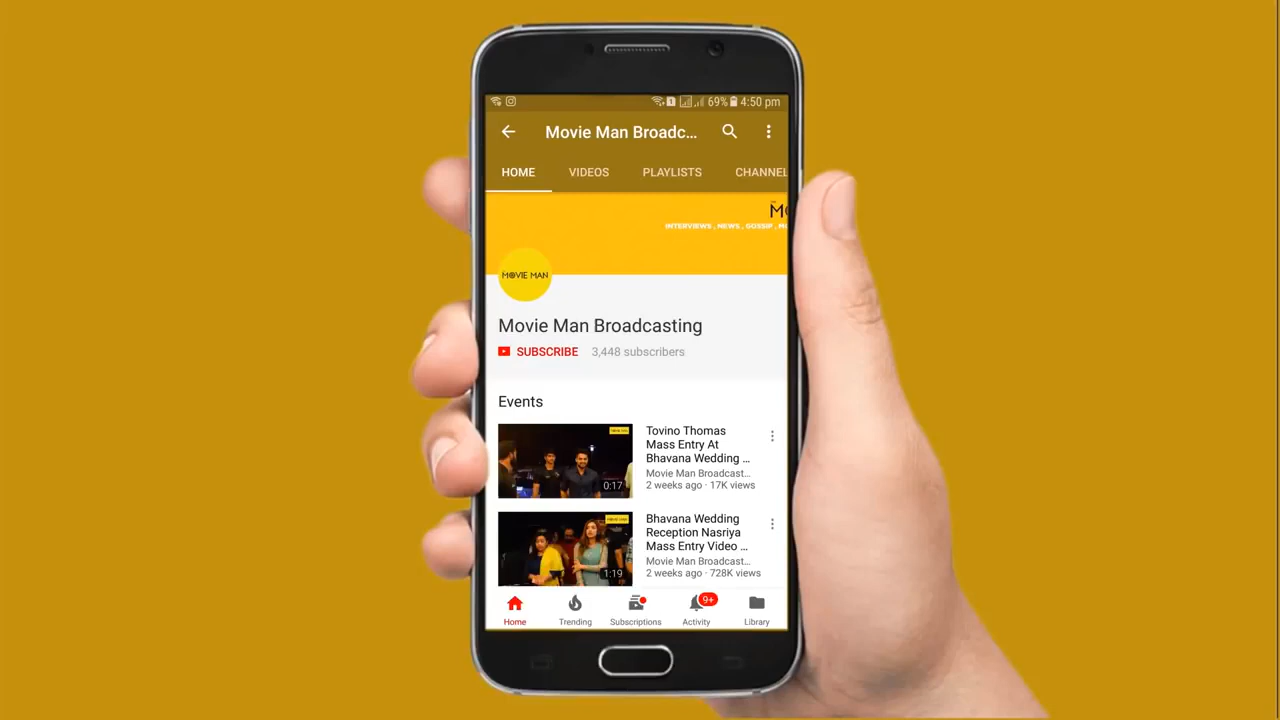 69% 4:50 pm
Movie Man Broadc...
HOME VIDEOS PLAYLISTS CHANNEL
MO
INTERVIEWS , NEWS , GOSSIP , MO
MOVIE MAN
Movie Man Broadcasting
SUBSCRIBE 3,448 subscribers
Events
Tovino Thomas
Mass Entry At
Bhavana Wedding ...
Movie Man Broadcast...
2 weeks ago · 17K views
0:17
Bhavana Wedding
Reception Nasriya
Mass Entry Video ...
Movie Man Broadcast...
2 weeks ago · 728K views
1:19
9+
Home Trending Subscriptions Activity Library